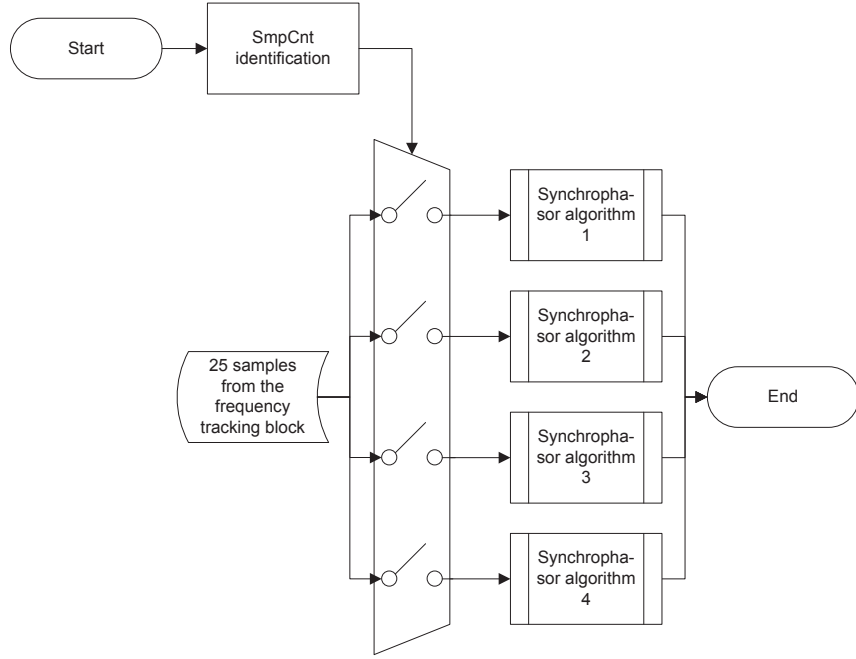 Start
SmpCnt
identification
Synchropha-
sor algorithm
1
Synchropha-
sor algorithm
2
25 samples
from the
frequency
tracking block
End
Synchropha-
sor algorithm
3
Synchropha-
sor algorithm
4